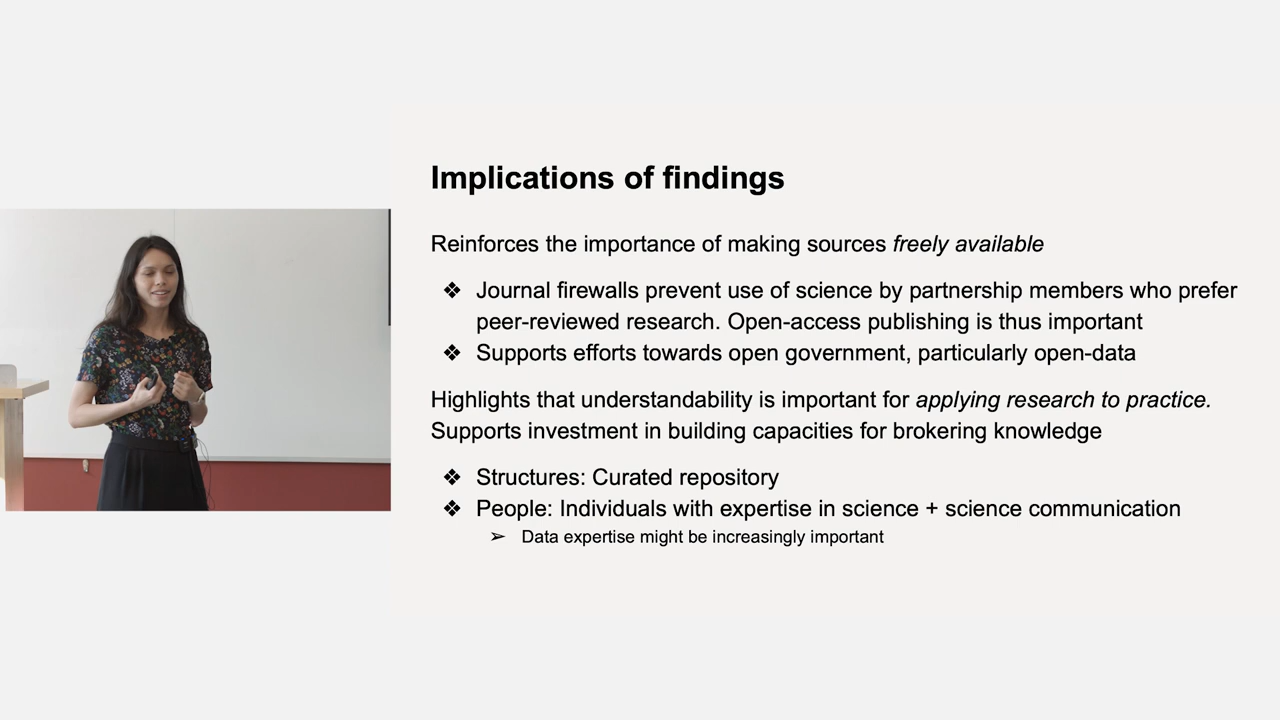 Implications of findings
Reinforces the importance of making sources freely available
❖ Journal firewalls prevent use of science by partnership members who prefer
peer-reviewed research. Open-access publishing is thus important
❖ Supports efforts towards open government, particularly open-data
Highlights that understandability is important for applying research to practice.
Supports investment in building capacities for brokering knowledge
❖ Structures: Curated repository
❖ People: Individuals with expertise in science + science communication
➢ Data expertise might be increasingly important